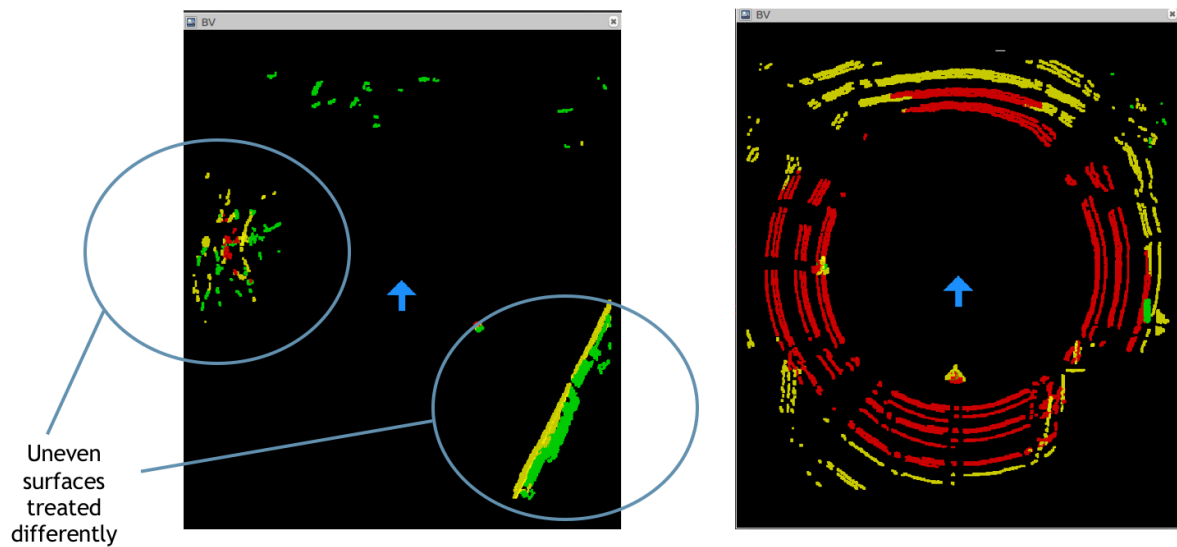 BV
BV
Uneven
surfaces
treated
differently